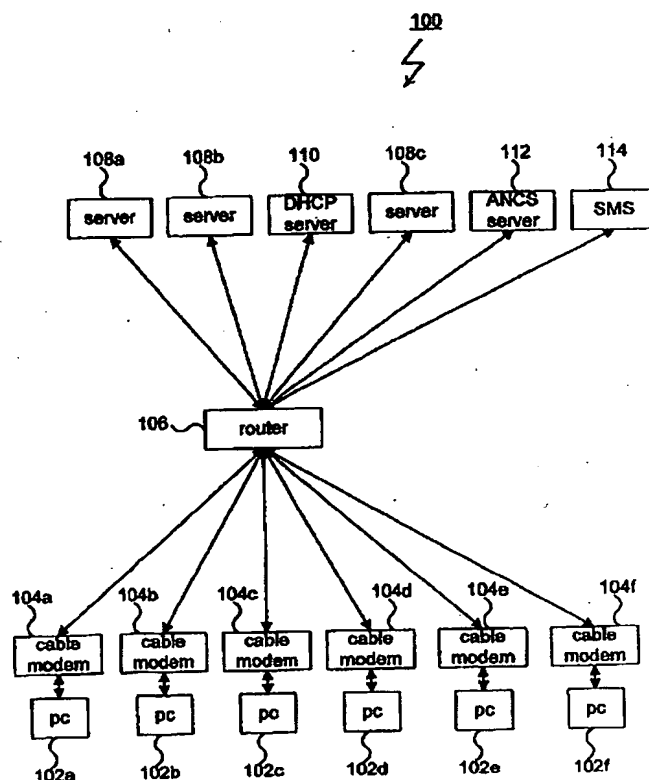 100
108a 108b 110 108c 112 114
server server DHCP server server ANCS server SMS
106 router
104a 104b 104c 104d 104e 104f
cable modem cable modem cable modem cable modem cable modem cable modem
pc pc pc pc pc pc
102a 102b 102c 102d 102e 102f